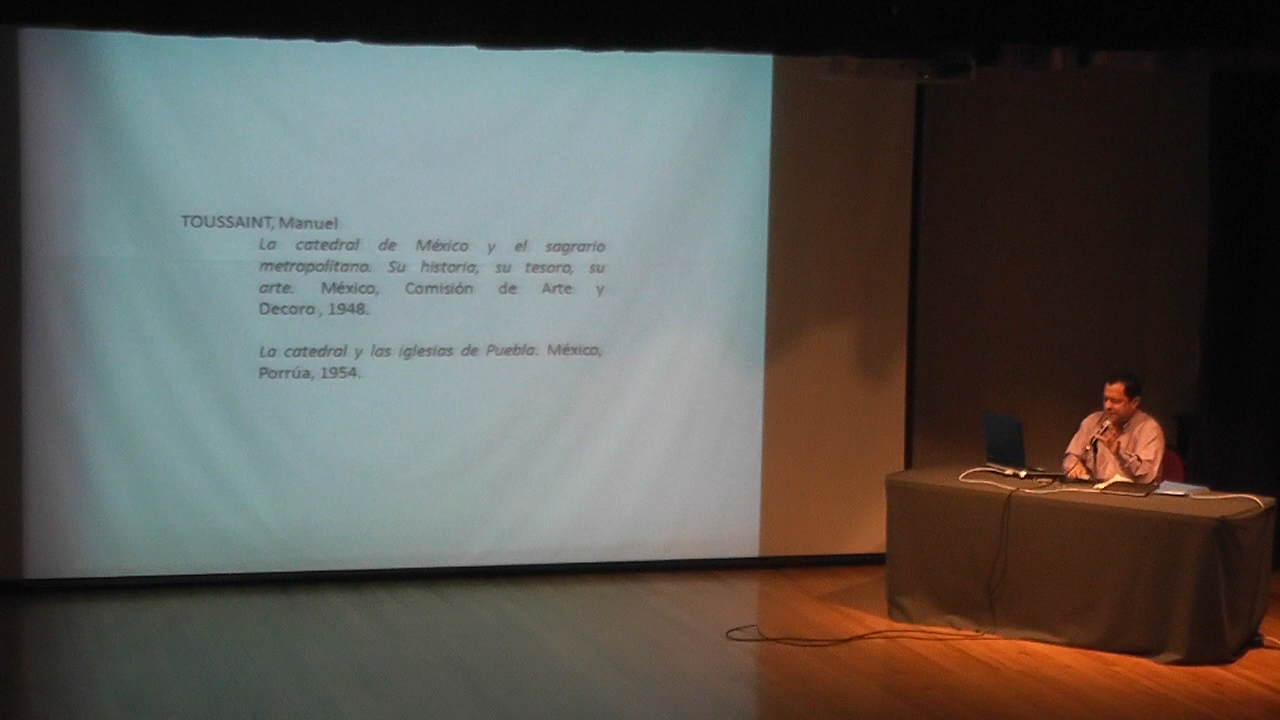 TOUSSAINT, Manuel
La catedral de México y el sagrario
metropolitano. Su historia, su tesoro, su
arte. México, Comisión de Arte y
Decoro , 1948.
La catedral y las iglesias de Puebla. México,
Porrúa, 1954.